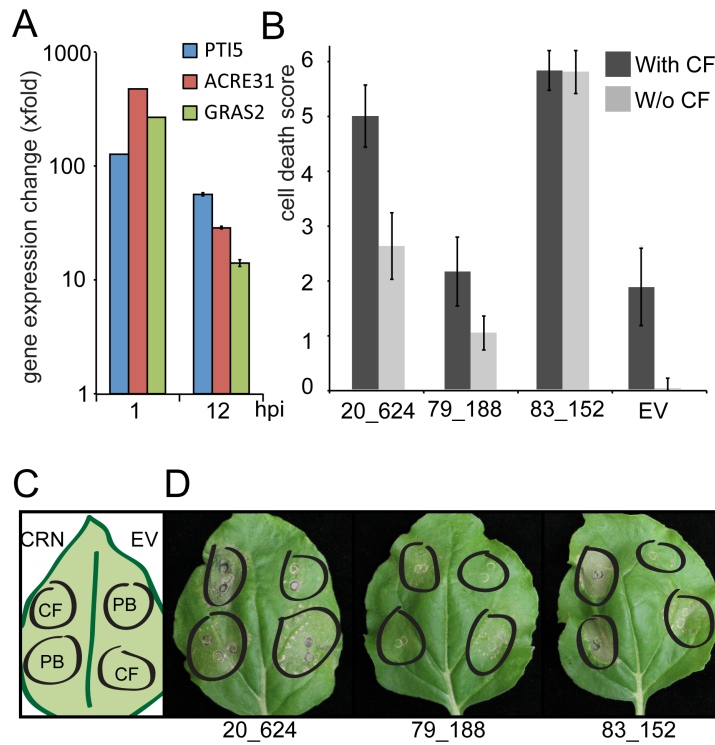 A
gene expression change (xfold)
1000
100
10
1
PTI5
ACRE31
GRAS2
1 12 hpi
B
cell death score
6
5
4
3
2
1
0
With CF
W/o CF
20_624 79_188 83_152 EV
C
CRN EV
CF PB
PB CF
D
20_624 79_188 83_152